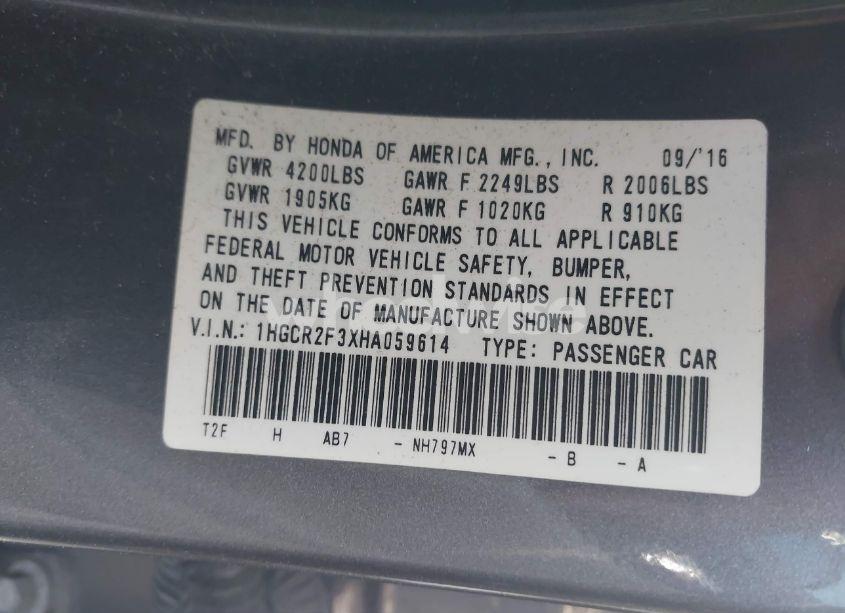 MFD. BY HONDA OF AMERICA MFG., INC. 09/'16
GVWR 4200LBS GAWR F 2249LBS R 2006LBS
GVWR 1905KG GAWR F 1020KG R 910KG
THIS VEHICLE CONFORMS TO ALL APPLICABLE
FEDERAL MOTOR VEHICLE SAFETY, BUMPER,
AND THEFT PREVENTION STANDARDS IN EFFECT
ON THE DATE OF MANUFACTURE SHOWN ABOVE.
V.I.N.: 1HGCR2F3XHA059614 TYPE: PASSENGER CAR
T2F H AB7 - NH797MX - B - A